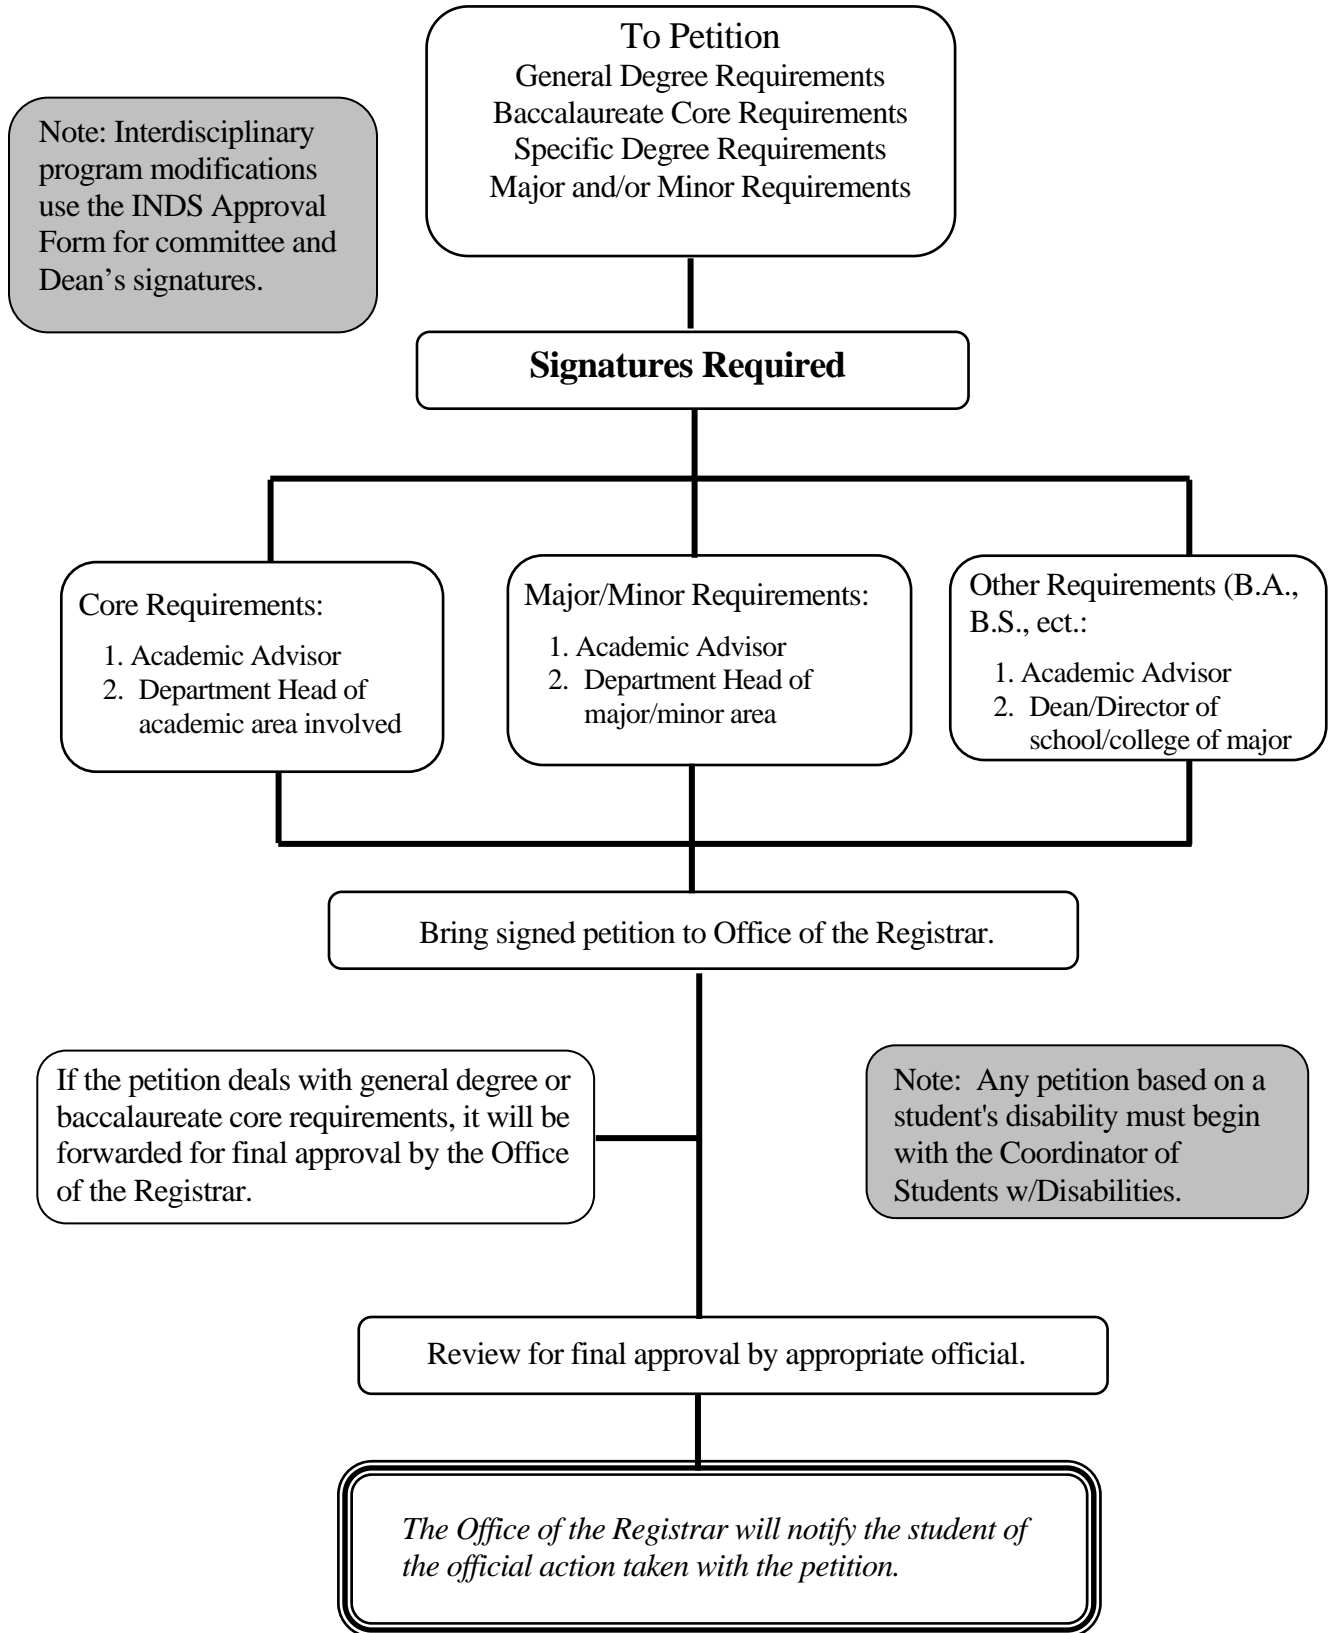 To Petition
General Degree Requirements
Baccalaureate Core Requirements
Specific Degree Requirements
Major and/or Minor Requirements
Note: Interdisciplinary
program modifications
use the INDS Approval
Form for committee and
Dean’s signatures.
Signatures Required
Core Requirements:
1. Academic Advisor
2. Department Head of
academic area involved
Major/Minor Requirements:
1. Academic Advisor
2. Department Head of
major/minor area
Other Requirements (B.A.,
B.S., ect.:
1. Academic Advisor
2. Dean/Director of
school/college of major
Bring signed petition to Office of the Registrar.
If the petition deals with general degree or
baccalaureate core requirements, it will be
forwarded for final approval by the Office
of the Registrar.
Note: Any petition based on a
student's disability must begin
with the Coordinator of
Students w/Disabilities.
Review for final approval by appropriate official.
The Office of the Registrar will notify the student of
the official action taken with the petition.